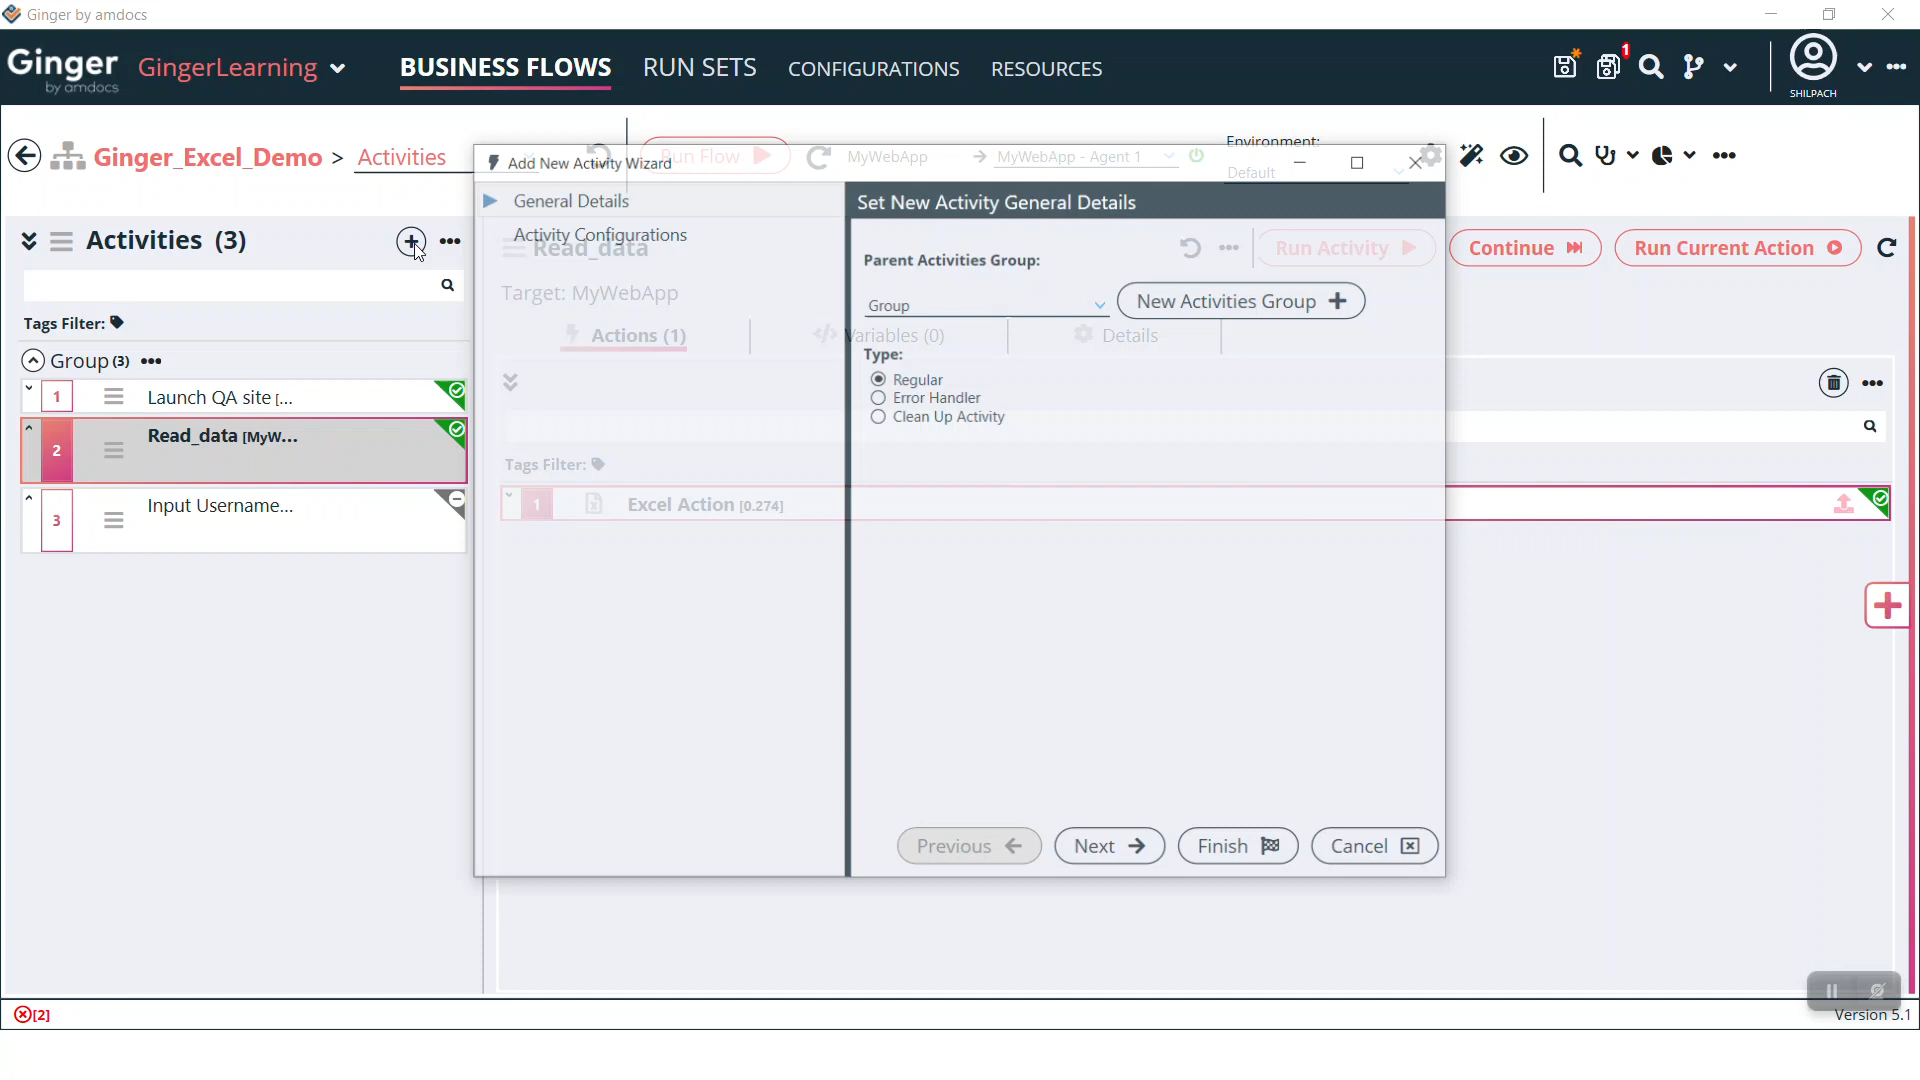 Ginger by amdocs
Ginger
by amdocs
GingerLearning
BUSINESS FLOWS
RUN SETS
CONFIGURATIONS
RESOURCES
1
SHILPACH
Ginger_Excel_Demo > Activities
Run Flow
MyWebApp
MyWebApp - Agent 1
Environment:
Default
Add New Activity Wizard
General Details
Activity Configurations
Set New Activity General Details
Activities (3)
Read_data
Run Activity
Continue
Run Current Action
Parent Activities Group:
Target: MyWebApp
Group
New Activities Group
Tags Filter:
Actions (1)
Variables (0)
Details
Group (3)
Type:
Regular
Error Handler
Clean Up Activity
1
Launch QA site [...
2
Read_data [MyW...
Tags Filter:
1
Excel Action [0.274]
3
Input Username...
Previous
Next
Finish
Cancel
[2]
Version 5.1